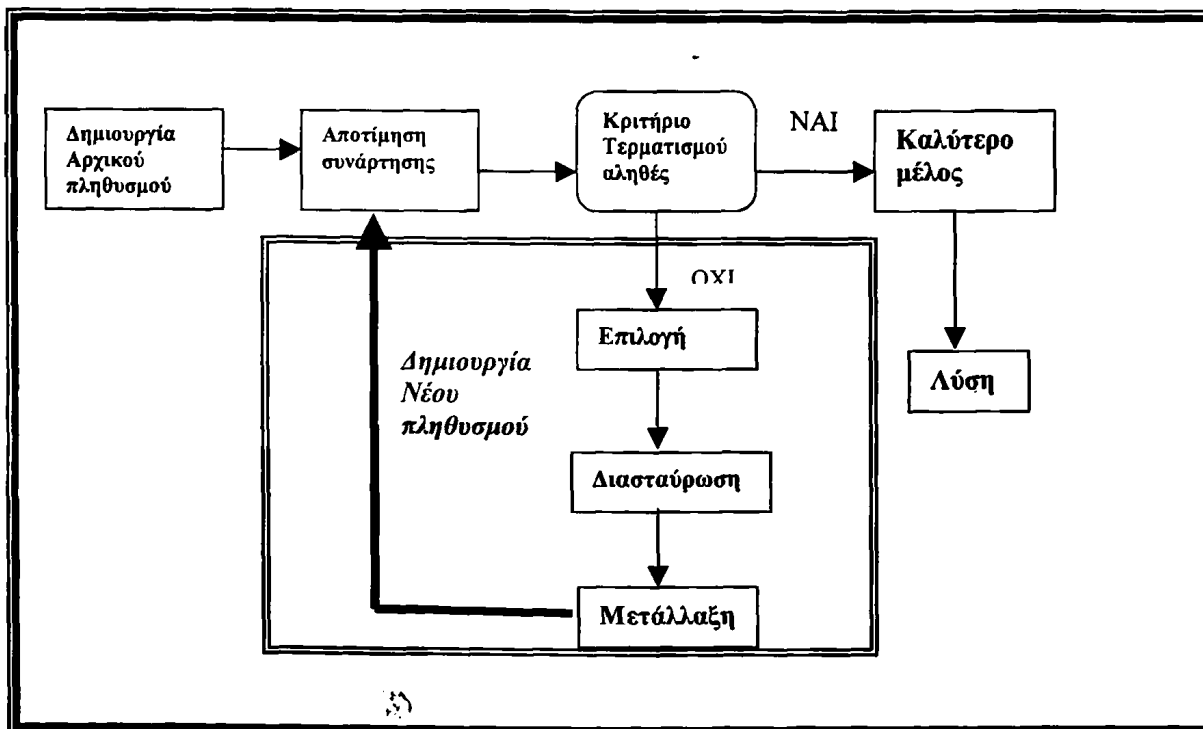 Δημιουργία
Αρχικού
πληθυσμού
Αποτίμηση
συνάρτησης
Κριτήριο
Τερματισμού
αληθές
ΝΑΙ
Καλύτερο
μέλος
ΟΧΙ
Επιλογή
Λύση
Δημιουργία
Νέου
πληθυσμού
Διασταύρωση
Μετάλλαξη